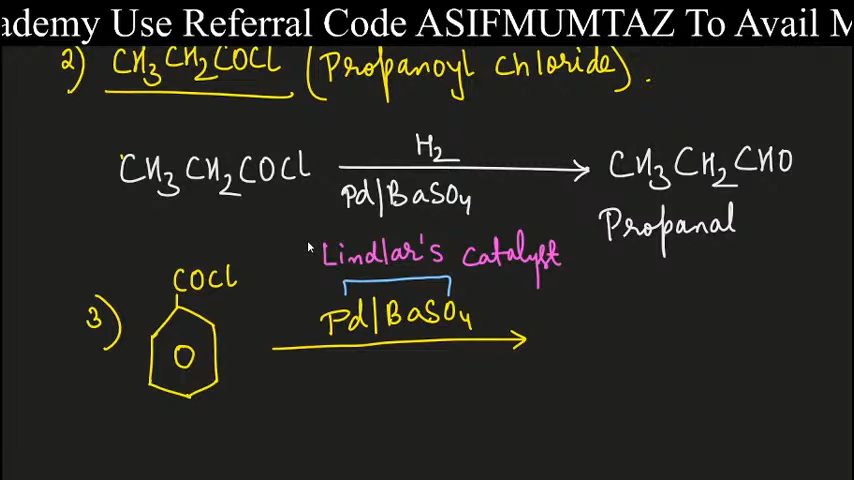 ademy Use Referral Code ASIFMUMTAZ To Avail M
2) CH3CH2COCl (Propanoyl chloride).
H2
CH3CH2COCl CH3CH2CHO
Pd/BaSO4
Propanal
Lindlar's catalyst
COCl
3) Pd/BaSO4